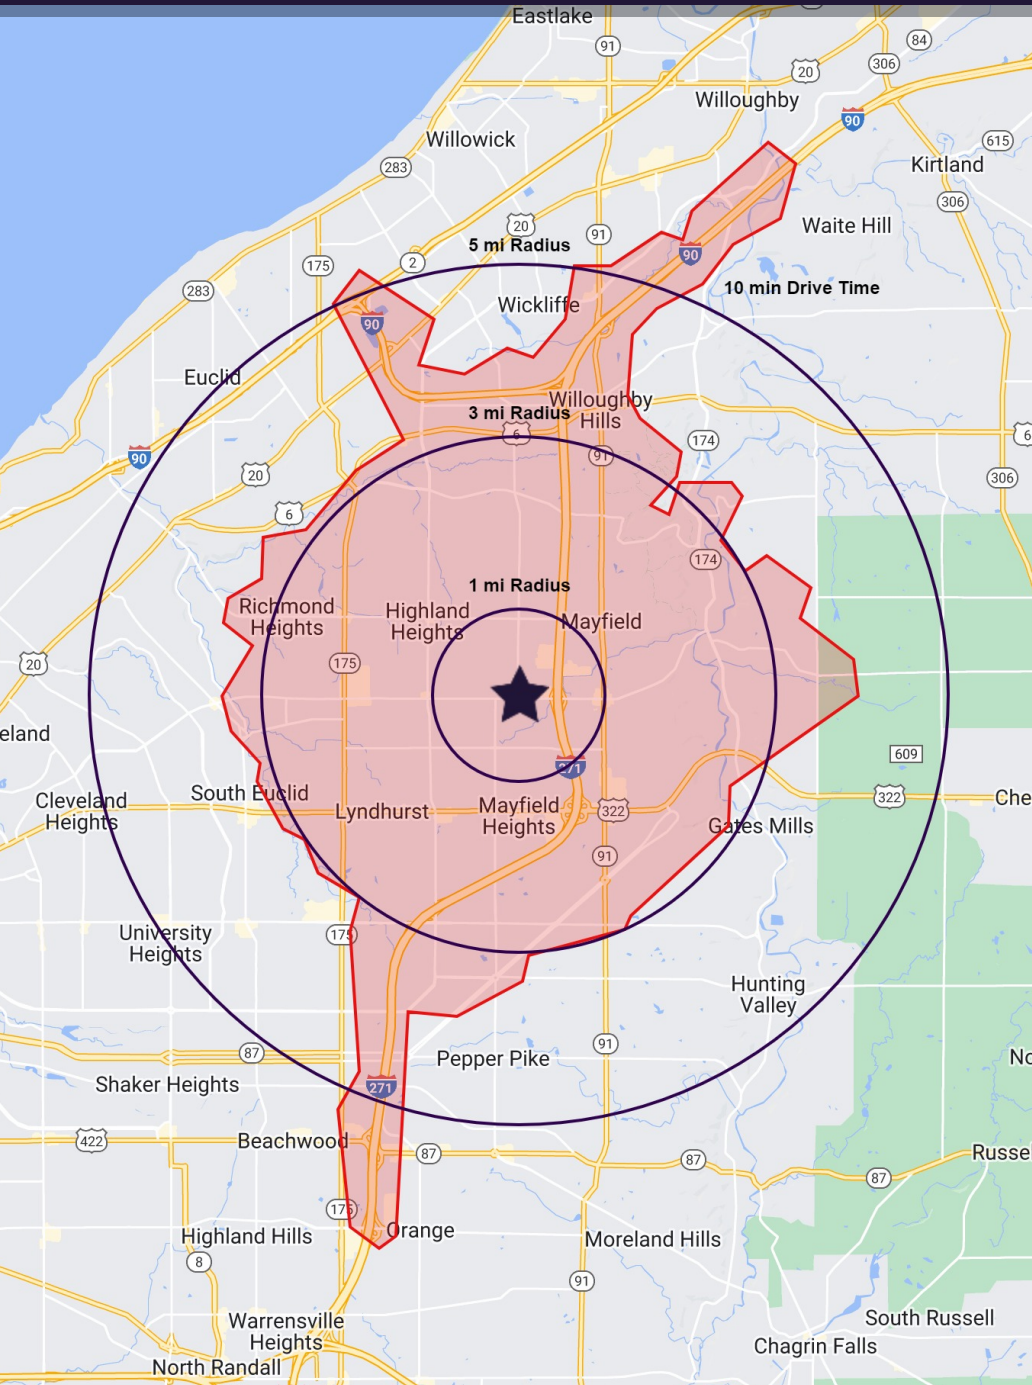 Eastlake
91
84
20
306
Willoughby
90
Willowick
615
283
Kirtland
306
20
91
Waite Hill
5 mi Radius
90
2
175
10 min Drive Time
283
Wickliffe
90
Euclid
Willoughby
Hills
3 mi Radius
6
174
6
91
90
20
306
6
174
1 mi Radius
Richmond
Heights
Highland
Heights
Mayfield
20
175
eland
609
271
South Euclid
322
Cleveland
Heights
Lyndhurst
Mayfield
Heights
322
Che
Gates Mills
91
University
Heights
175
Hunting
Valley
91
87
Pepper Pike
No
Shaker Heights
271
422
Beachwood
87
87
Russel
87
175
Orange
Highland Hills
Moreland Hills
8
91
Warrensville
Heights
South Russell
Chagrin Falls
North Randall